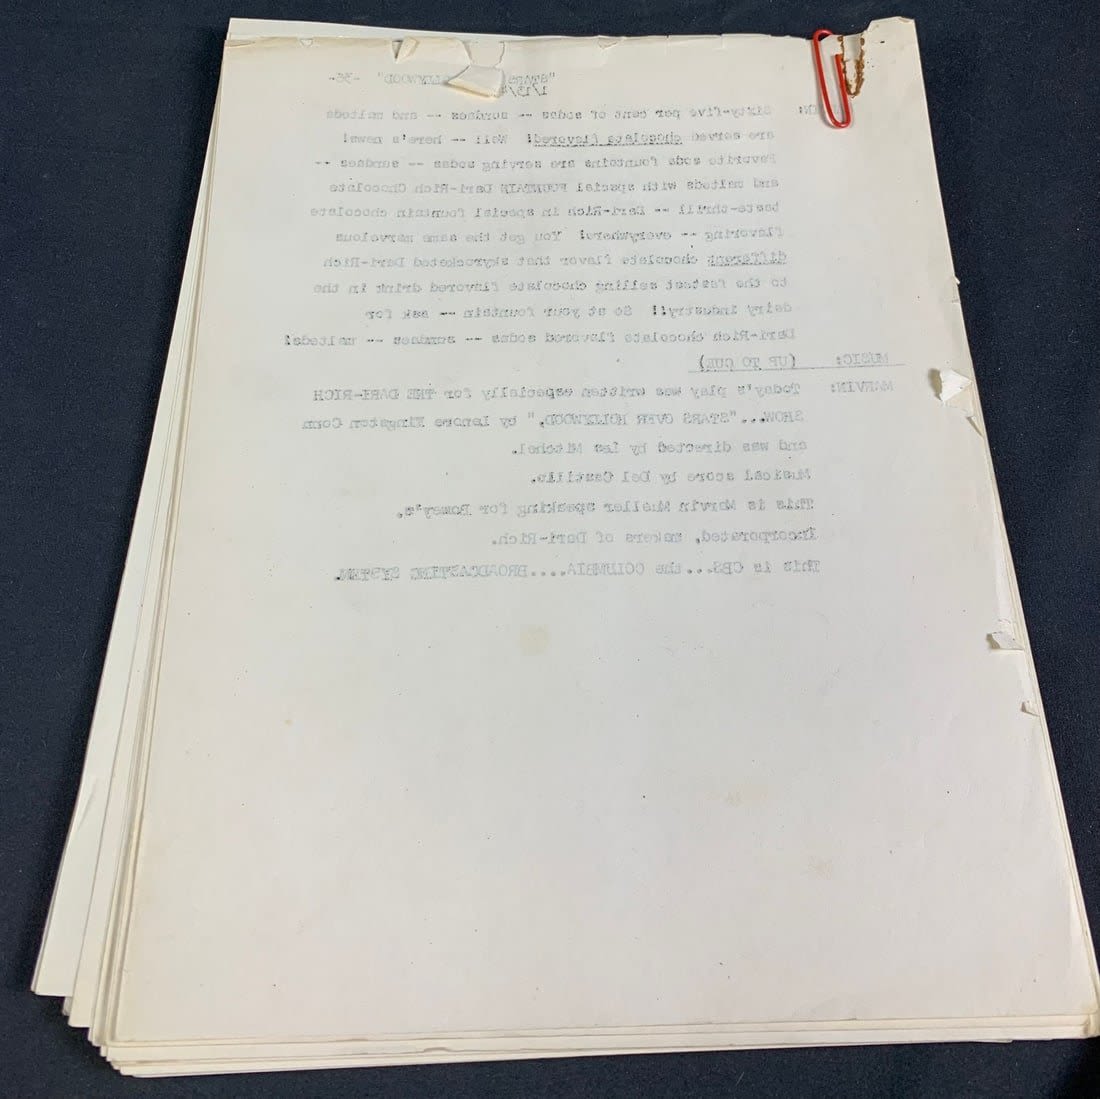 "STARS HOLLYWOOD" -36-
1/13/4
Sixty-five per cent of sodas -- sundaes -- and malteds
are served chocolate flavored! Well -- here's news!
Favorite soda fountains are serving sodas -- sundaes --
and malteds with special FOUNTAIN Dari-Rich Chocolate
taste-thrill -- Dari-Rich in special fountain chocolate
flavoring -- everywhere! You get the same marvelous
different chocolate flavor that skyrocketed Dari-Rich
to the fastest selling chocolate flavored drink in the
dairy industry!! So at your fountain -- ask for
Dari-Rich chocolate flavored sodas -- sundaes -- malteds!
MUSIC: (UP TO CUE)
MARVIN: Today's play was written especially for THE DARI-RICH
SHOW..."STARS OVER HOLLYWOOD," by Lenore Kingston Conn
and was directed by Les Mitchel.
Musical score by Del Castillo.
This is Marvin Mueller speaking for Bowey's,
Incorporated, makers of Dari-Rich.
This is CBS...the COLUMBIA....BROADCASTING SYSTEM.